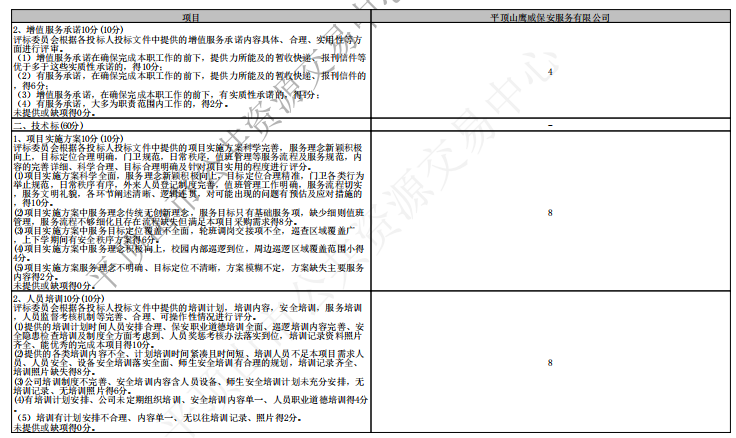 项目 平顶山鹰威保安服务有限公司
2、增值服务承诺10分(10分)
评标委员会根据各投标人投标文件中提供的增值服务承诺内容具体、合理、实用性等方
面进行评审。
（1）增值服务承诺在确保完成本职工作的前下，提供力所能及的暂收快递、报刊信件等
优于多于这些实质性承诺的，得10分;
（2）有服务承诺，在确保完成本职工作的前下，提供力所能及的暂收快递、报刊信件的
，得6分;
（3）增值服务承诺，在确保完成本职工作的前下，有实质性承诺的，得4分;
（4）有服务承诺，大多为职责范围内工作的，得2分。
未提供或缺项得0分。
4
二、技术标(60分) -
1、项目实施方案10分(10分)
评标委员会根据各投标人投标文件中提供的项目实施方案科学完善，服务理念新颖积极
向上，目标定位合理明确，门卫规范，日常秩序，值班管理等服务流程及服务规范，内
容的完善详细、科学合理、目标合理明确及针对项目实用的程度进行评分。
(1)项目实施方案科学全面，服务理念新颖积极向上，目标定位合理精准，门卫各类行为
举止规范，日常秩序有序，外来人员登记制度完善，值班管理工作明确，服务流程切实
，服务文明礼貌，各环节阐述清晰、逻辑连贯，对可能出现的问题有预估及应对措施的
，得10分。
(2)项目实施方案中服务理念传统无创新理念，服务目标只有基础服务项，缺少细则值班
管理，服务流程不够细化且存在流程缺失但满足本项目采购需求得8分。
(3)项目实施方案中服务目标定位覆盖不全面，轮班调岗交接项不全，巡查区域覆盖广
，上下学期间有安全秩序方案得6分。
(4)项目实施方案中服务理念积极向上，校园内部巡逻到位，周边巡逻区域覆盖范围小得
4分。
(5)项目实施方案服务理念不明确、目标定位不清晰，方案模糊不定，方案缺失主要服务
内容得2分。
未提供或缺项得0分。
8
2、人员培训10分(10分)
评标委员会根据各投标人投标文件中提供的培训计划，培训内容，安全培训，服务培训
，人员监督考核机制等完善、合理、可操作性情况进行评分。
(1)提供的培训计划时间人员安排合理、保安职业道德培训全面、巡逻培训内容完善、安
全隐患检查培训及制度全方面考虑到、人员奖惩考核办法落实到位，培训记录资料照片
齐全、能优秀的完成本项目得10分。
(2)提供的各类培训内容不全、计划培训时间紧凑且时间短、培训人员不足本项目需求人
员、人员安全、设备安全培训落实全面、师生安全培训有合理的规划，培训记录齐全、
培训照片缺失得8分。
(3)公司培训制度不完善、安全培训内容含人员设备、师生安全培训计划未充分安排，无
培训记录、无培训照片得6分。
(4)有培训计划安排、公司未定期组织培训、安全培训内容单一、人员职业道德培训得4分
。
（5）培训有计划安排不合理、内容单一、无以往培训记录、照片得2分。
未提供或缺项得0分。
8